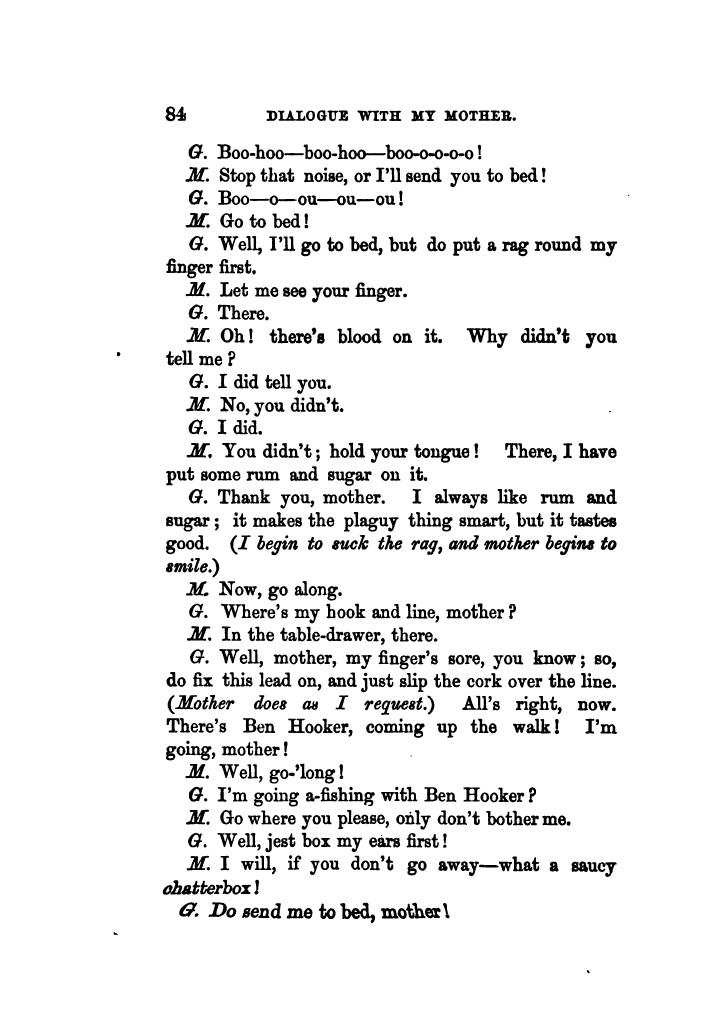 84 DIALOGUE WITH MY MOTHER.
G. Boo-hoo—boo-hoo—boo-o-o-o-o!
M. Stop that noise, or I'll send you to bed!
G. Boo—o—ou—ou—ou!
M. Go to bed!
G. Well, I'll go to bed, but do put a rag round my
finger first.
M. Let me see your finger.
G. There.
M. Oh! there's blood on it. Why didn't you
tell me?
G. I did tell you.
M. No, you didn't.
G. I did.
M. You didn't; hold your tongue! There, I have
put some rum and sugar on it.
G. Thank you, mother. I always like rum and
sugar; it makes the plaguy thing smart, but it tastes
good. (I begin to suck the rag, and mother begins to
smile.)
M. Now, go along.
G. Where's my hook and line, mother?
M. In the table-drawer, there.
G. Well, mother, my finger's sore, you know; so,
do fix this lead on, and just slip the cork over the line.
(Mother does as I request.) All's right, now.
There's Ben Hooker, coming up the walk! I'm
going, mother!
M. Well, go-'long!
G. I'm going a-fishing with Ben Hooker?
M. Go where you please, only don't bother me.
G. Well, jest box my ears first!
M. I will, if you don't go away—what a saucy
chatterbox!
G. Do send me to bed, mother!